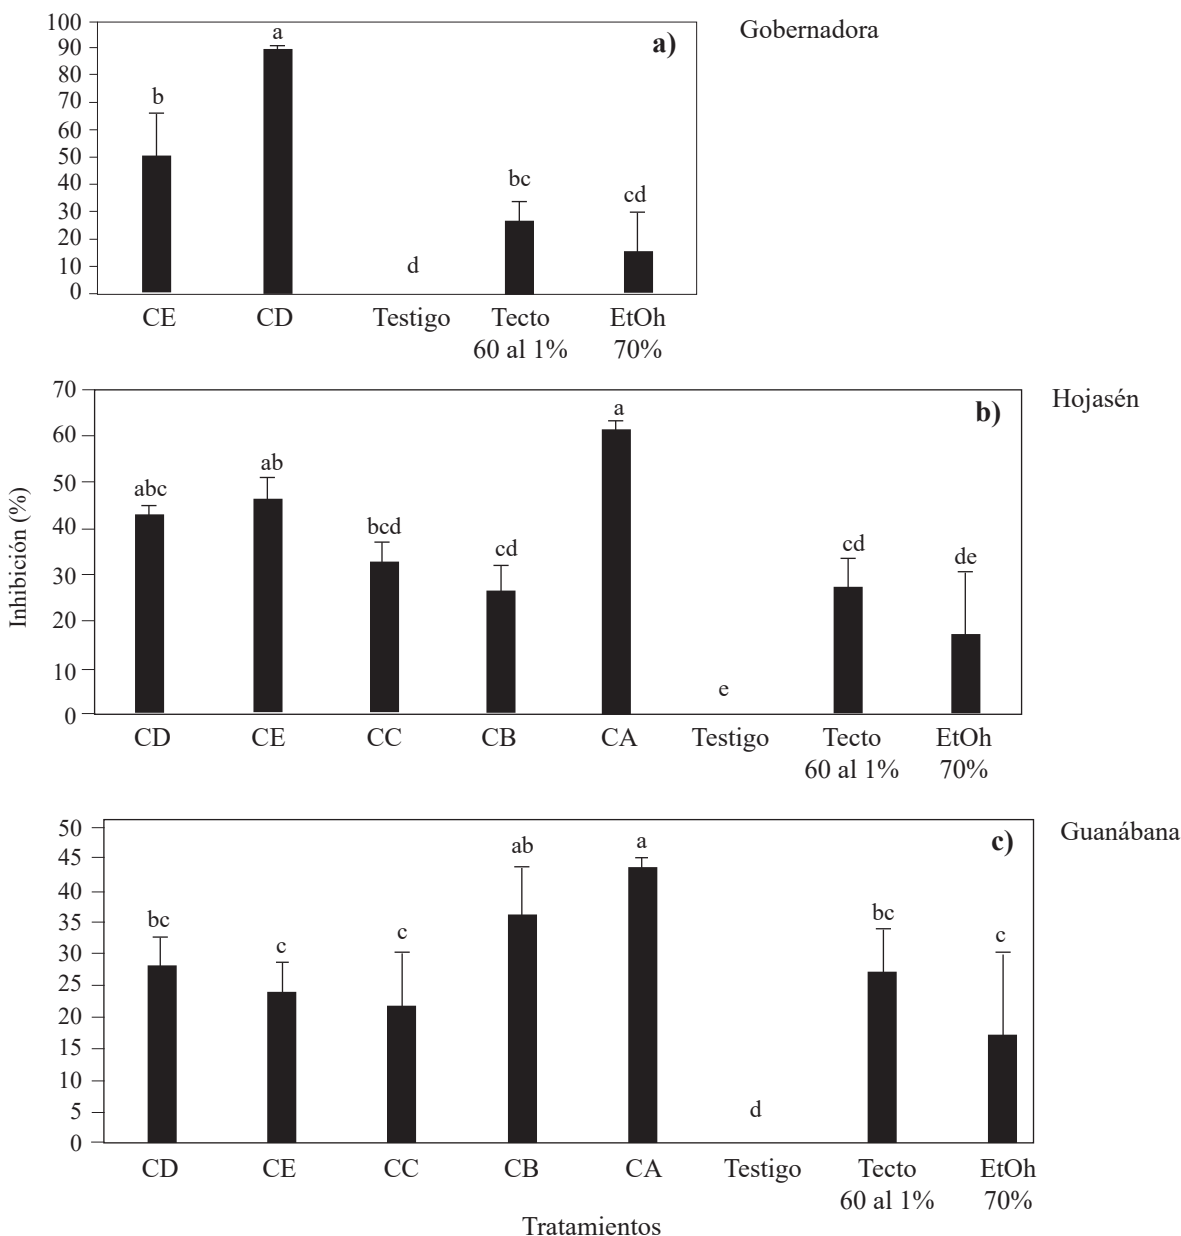 Gobernadora
a)
100
90
80
70
60
50
40
30
20
10
0
b
a
d
bc
cd
CE CD Testigo Tecto EtOh
60 al 1% 70%
Hojasén
b)
Inhibición (%)
70
60
50
40
30
20
10
0
abc
ab
bcd
cd
a
e
cd
de
CD CE CC CB CA Testigo Tecto EtOh
60 al 1% 70%
Guanábana
c)
50
45
40
35
30
25
20
15
10
5
0
bc
c
c
ab
a
d
bc
c
CD CE CC CB CA Testigo Tecto EtOh
60 al 1% 70%
Tratamientos